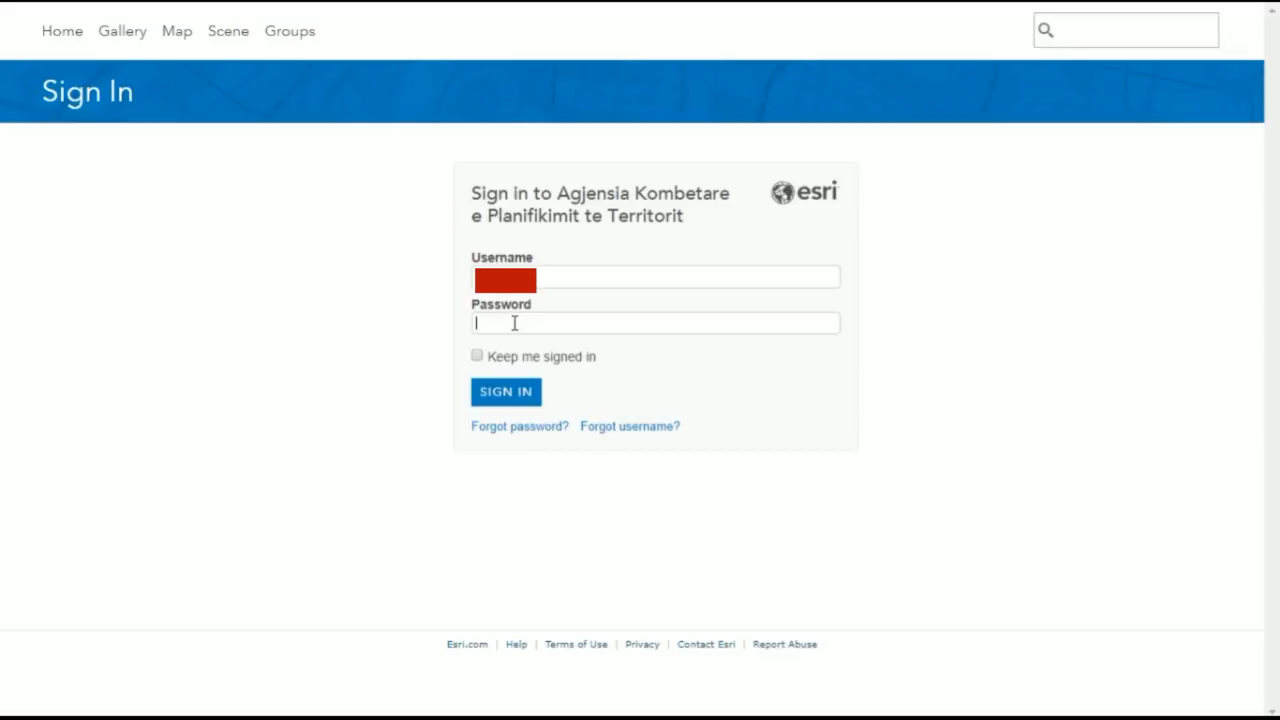 Home Gallery Map Scene Groups
Sign In
Sign in to Agjensia Kombetare
e Planifikimit te Territorit
esri
Username
Password
Keep me signed in
SIGN IN
Forgot password? Forgot username?
Esri.com | Help | Terms of Use | Privacy | Contact Esri | Report Abuse